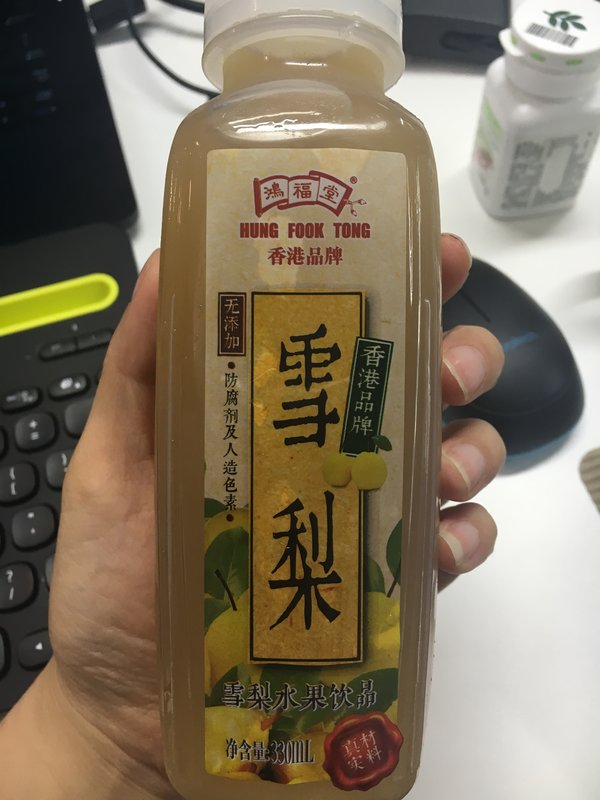 鴻福堂®
HUNG FOOK TONG
香港品牌
无添加
•防腐剂及人造色素•
雪梨
香港品牌
雪梨水果饮品
净含量:330mL
真材
实料